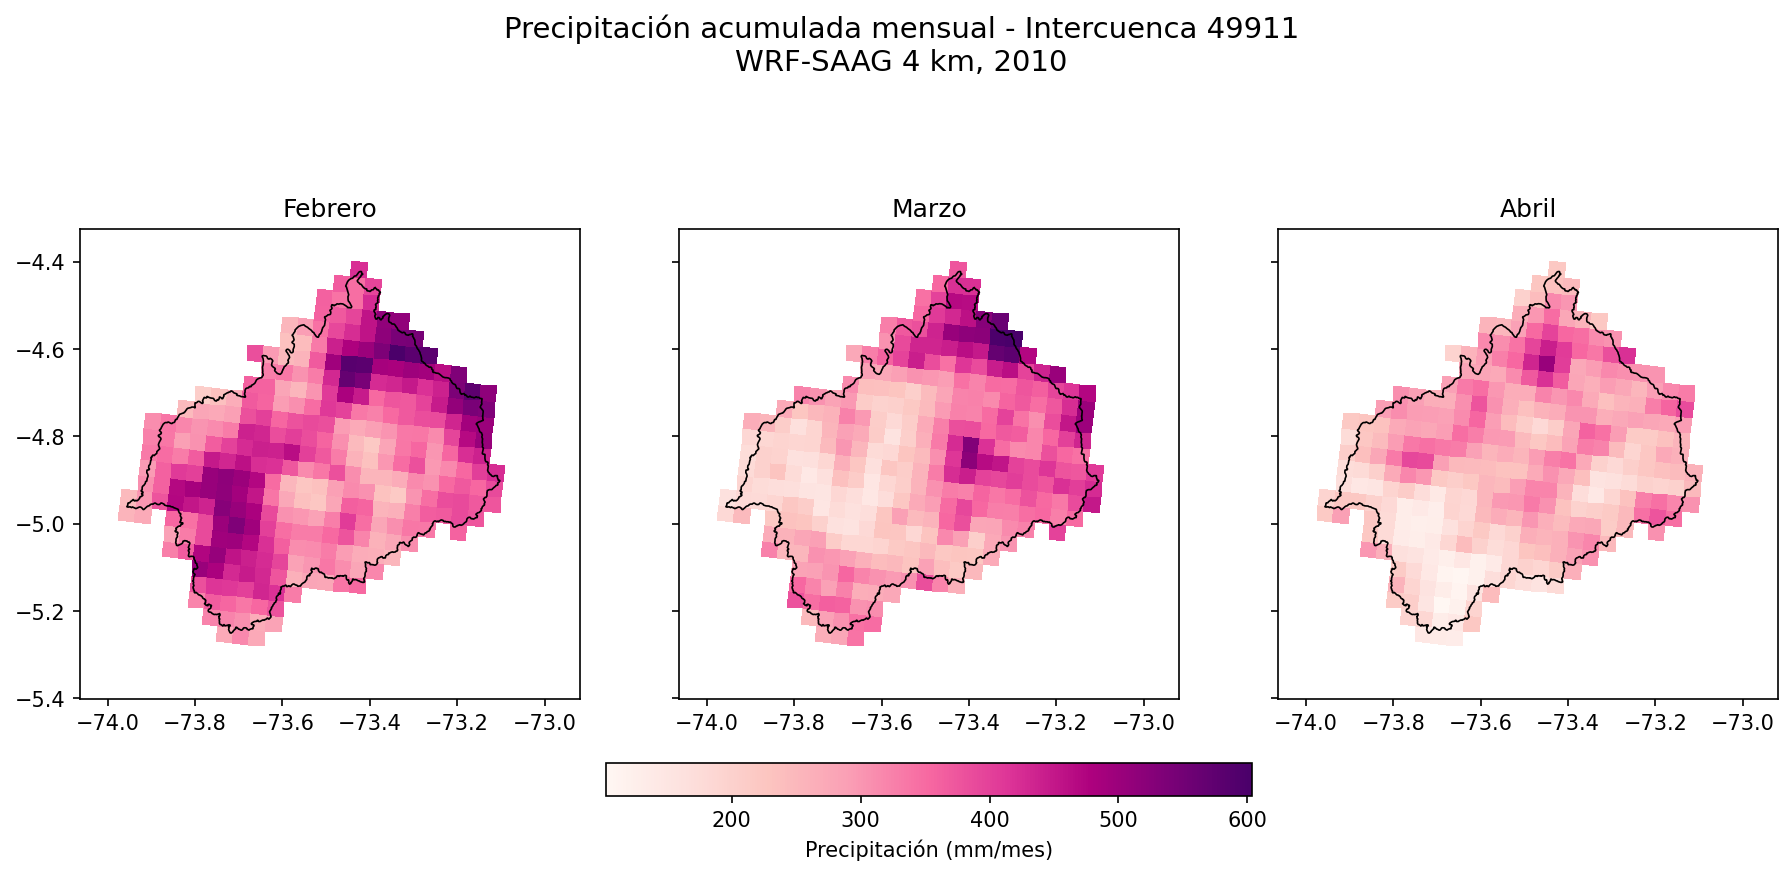 Precipitación acumulada mensual - Intercuenca 49911
WRF-SAAG 4 km, 2010
Febrero
Marzo
Abril
−4.4
−4.6
−4.8
−5.0
−5.2
−5.4
−74.0 −73.8 −73.6 −73.4 −73.2 −73.0
−74.0 −73.8 −73.6 −73.4 −73.2 −73.0
−74.0 −73.8 −73.6 −73.4 −73.2 −73.0
200 300 400 500 600
Precipitación (mm/mes)